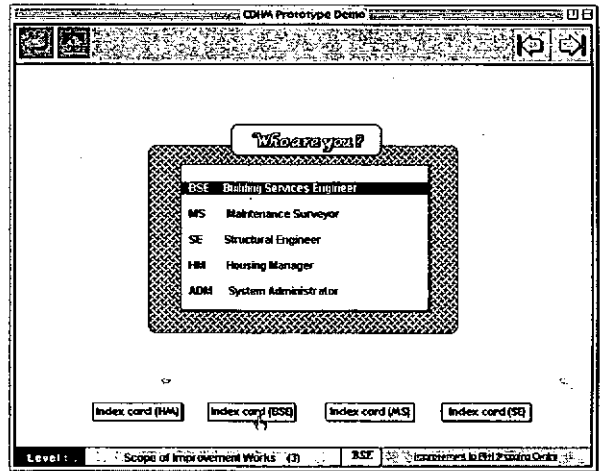 CDHM Prototype Demo
Who are you?
BSE Building Services Engineer
MS Maintenance Surveyor
SE Structural Engineer
HM Housing Manager
ADM System Administrator
Index card (HM) Index card (BSE) Index card (MS) Index card (SE)
Level: Scope of Improvement Works (3) BSE